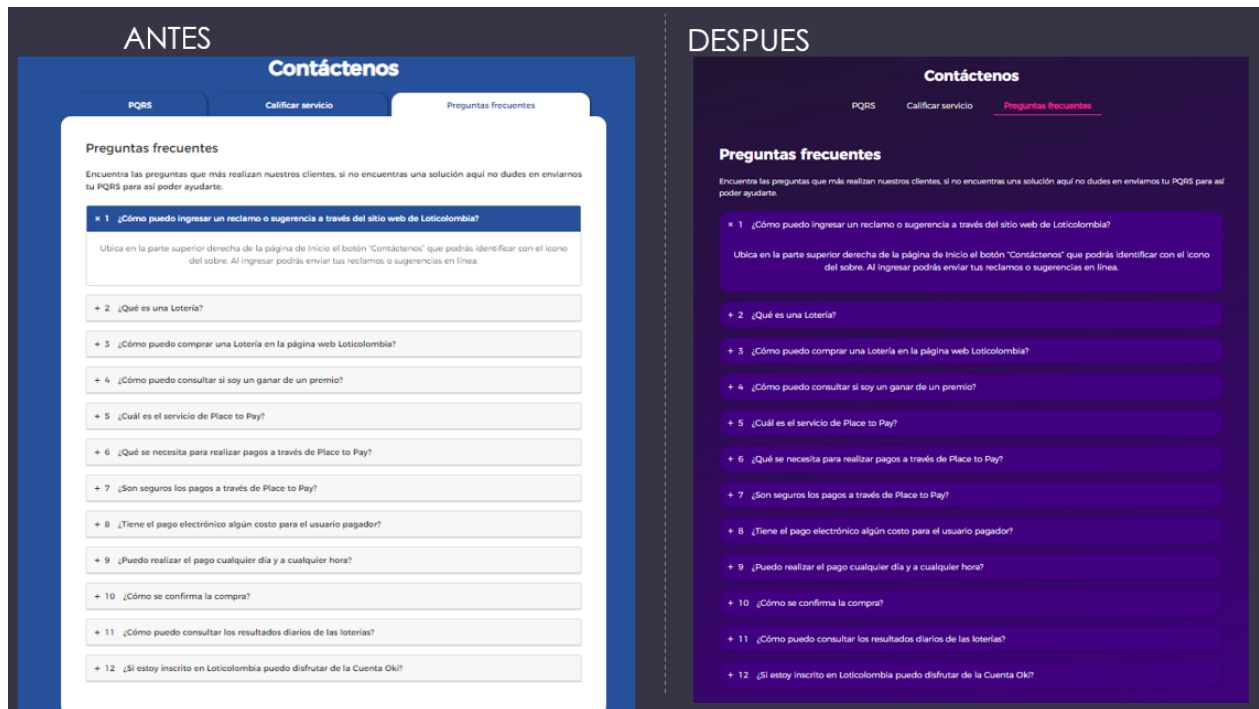 ANTES
Contáctenos
PQRS Calificar servicio Preguntas frecuentes
Preguntas frecuentes
Encuentra las preguntas que más realizan nuestros clientes, si no encuentras una solución aquí no dudes en enviarnos
tu PQRS para así poder ayudarte.
× 1 ¿Cómo puedo ingresar un reclamo o sugerencia a través del sitio web de Loticolombia?
Ubica en la parte superior derecha de la página de Inicio el botón "Contáctenos" que podrás identificar con el icono
del sobre. Al ingresar podrás enviar tus reclamos o sugerencias en línea.
+ 2 ¿Qué es una Lotería?
+ 3 ¿Cómo puedo comprar una Lotería en la página web Loticolombia?
+ 4 ¿Cómo puedo consultar si soy un ganar de un premio?
+ 5 ¿Cuál es el servicio de Place to Pay?
+ 6 ¿Qué se necesita para realizar pagos a través de Place to Pay?
+ 7 ¿Son seguros los pagos a través de Place to Pay?
+ 8 ¿Tiene el pago electrónico algún costo para el usuario pagador?
+ 9 ¿Puedo realizar el pago cualquier día y a cualquier hora?
+ 10 ¿Cómo se confirma la compra?
+ 11 ¿Cómo puedo consultar los resultados diarios de las loterías?
+ 12 ¿Si estoy inscrito en Loticolombia puedo disfrutar de la Cuenta Oki?
DESPUES
Contáctenos
PQRS Calificar servicio Preguntas frecuentes
Preguntas frecuentes
Encuentra las preguntas que más realizan nuestros clientes, si no encuentras una solución aquí no dudes en enviarnos tu PQRS para así
poder ayudarte.
× 1 ¿Cómo puedo ingresar un reclamo o sugerencia a través del sitio web de Loticolombia?
Ubica en la parte superior derecha de la página de Inicio el botón "Contáctenos" que podrás identificar con el icono
del sobre. Al ingresar podrás enviar tus reclamos o sugerencias en línea.
+ 2 ¿Qué es una Lotería?
+ 3 ¿Cómo puedo comprar una Lotería en la página web Loticolombia?
+ 4 ¿Cómo puedo consultar si soy un ganar de un premio?
+ 5 ¿Cuál es el servicio de Place to Pay?
+ 6 ¿Qué se necesita para realizar pagos a través de Place to Pay?
+ 7 ¿Son seguros los pagos a través de Place to Pay?
+ 8 ¿Tiene el pago electrónico algún costo para el usuario pagador?
+ 9 ¿Puedo realizar el pago cualquier día y a cualquier hora?
+ 10 ¿Cómo se confirma la compra?
+ 11 ¿Cómo puedo consultar los resultados diarios de las loterías?
+ 12 ¿Si estoy inscrito en Loticolombia puedo disfrutar de la Cuenta Oki?